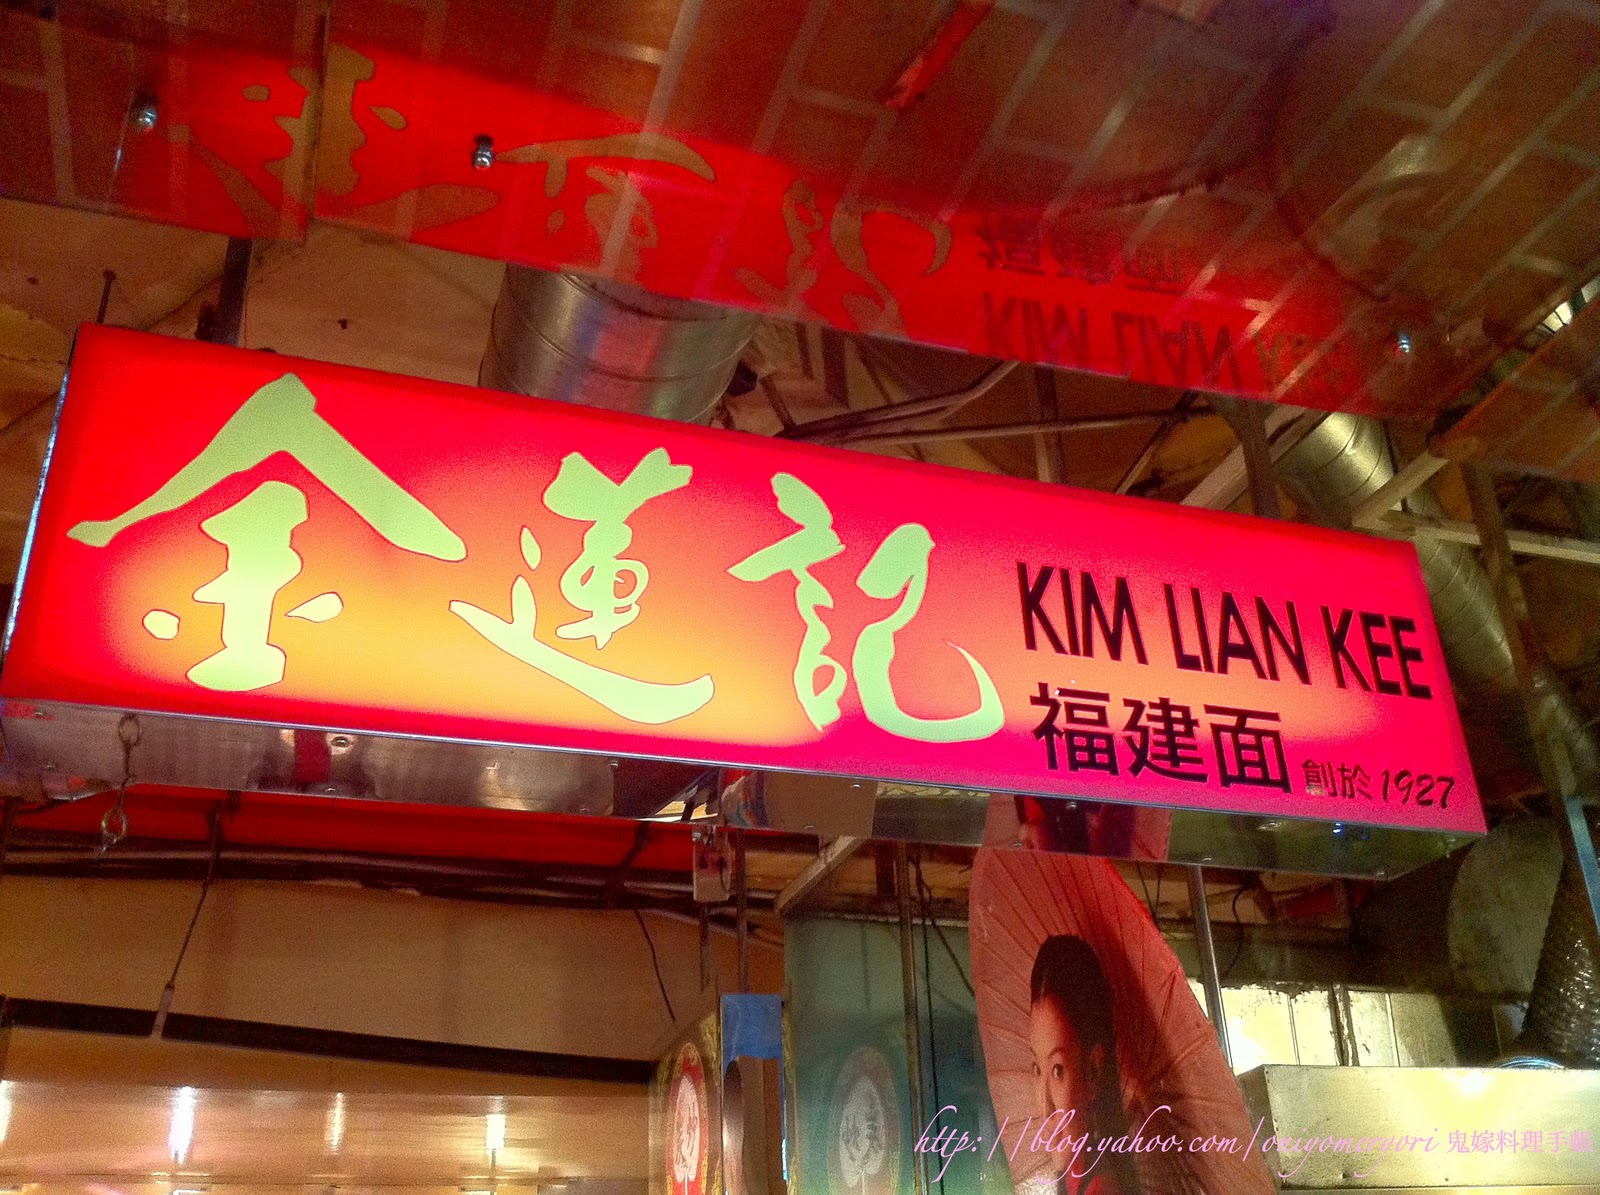 金蓮記
KIM LIAN KEE
福建面
創於 1927
http://blog.yahoo.com/oniyomeryori 鬼嫁料理手帳